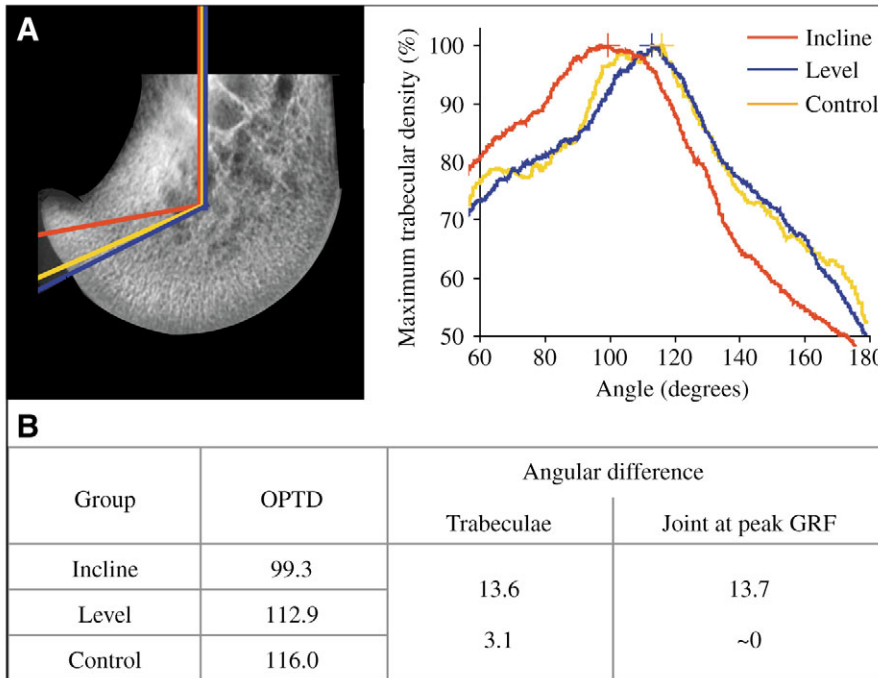 A
Maximum trabecular density (%)
100
90
80
70
60
50
60 80 100 120 140 160 180
Angle (degrees)
Incline
Level
Control
B
Group OPTD Angular difference
Trabeculae Joint at peak GRF
Incline 99.3
13.6 13.7
Level 112.9
3.1 ~0
Control 116.0